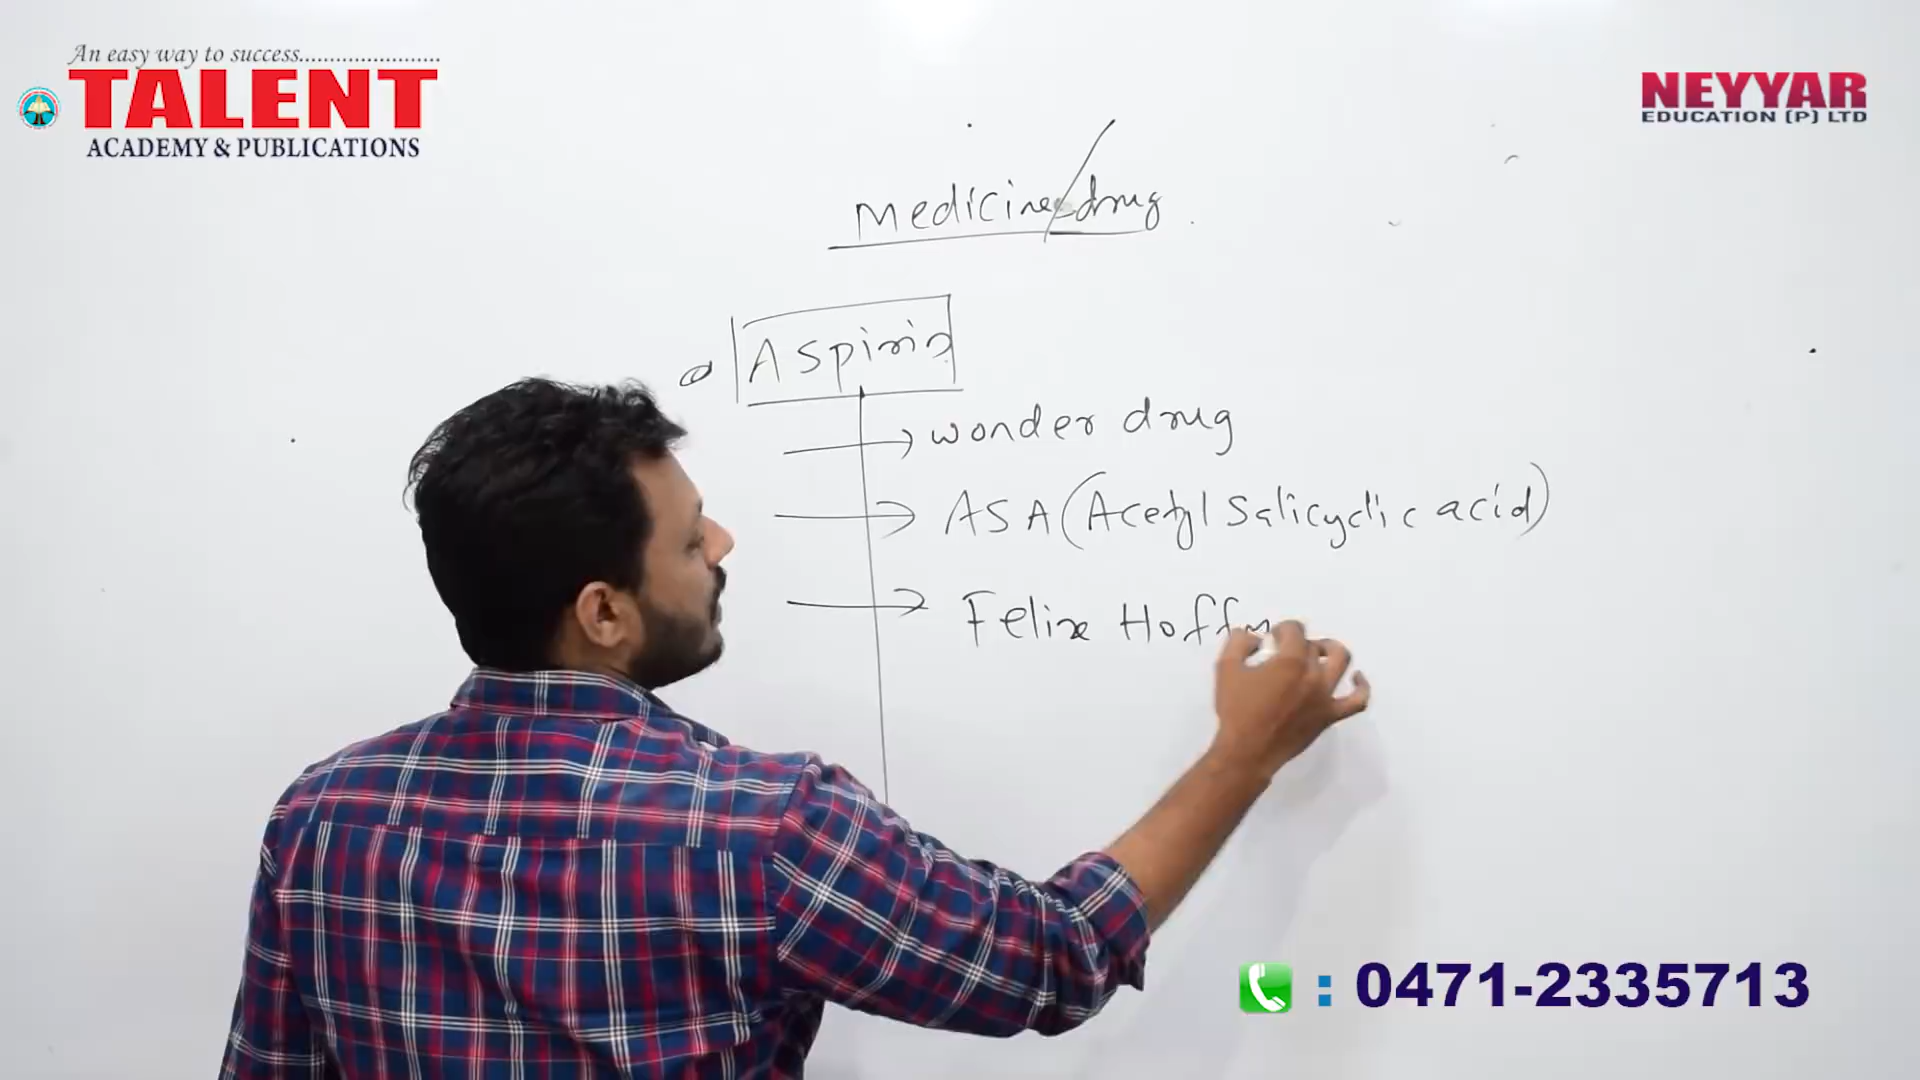 An easy way to success........................
TALENT
ACADEMY & PUBLICATIONS
NEYYAR
EDUCATION (P) LTD
Medicine/drug
Aspirin
wonder drug
ASA (Acetyl Salicyclic acid)
Felix Hoffm
: 0471-2335713